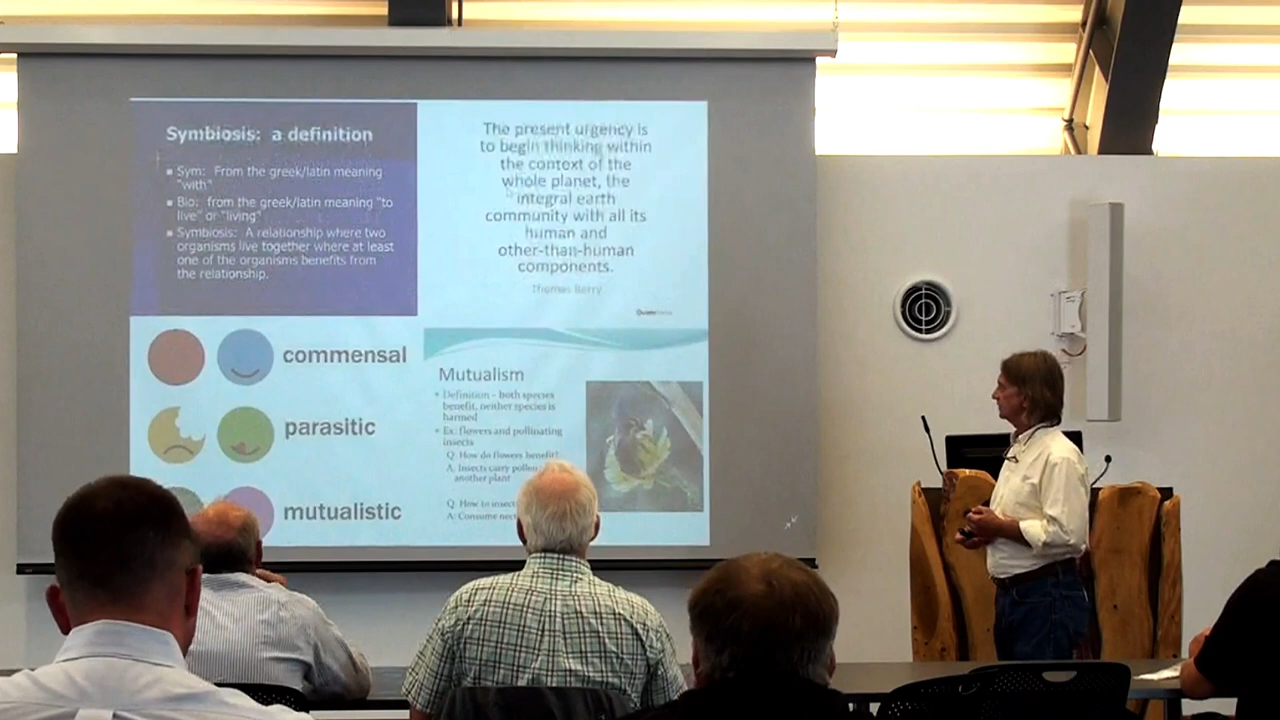 Symbiosis: a definition
▪ Sym: From the greek/latin meaning
"with"
▪ Bio: from the greek/latin meaning "to
live" or "living"
▪ Symbiosis: A relationship where two
organisms live together where at least
one of the organisms benefits from
the relationship.
The present urgency is
to begin thinking within
the context of the
whole planet, the
integral earth
community with all its
human and
other-than-human
components.
Thomas Berry
commensal
parasitic
mutualistic
Mutualism
• Definition – both species
benefit, neither species is
harmed
• Ex: flowers and pollinating
insects
Q: How do flowers benefit?
A: Insects carry
another plant
Q: How to
A: Consume